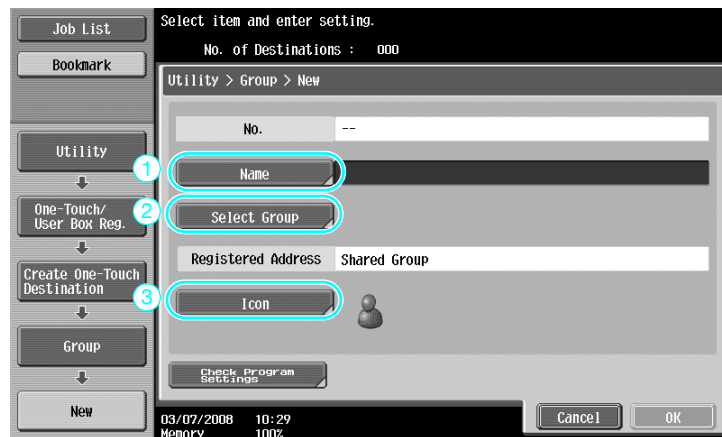 Job List
Bookmark
Select item and enter setting.
No. of Destinations : 000
Utility > Group > New
No. --
1 Name
2 Select Group
Registered Address Shared Group
3 Icon
Check Program
Settings
Utility
One-Touch/
User Box Reg.
Create One-Touch
Destination
Group
New
03/07/2008 10:29
Memory 100%
Cancel
OK